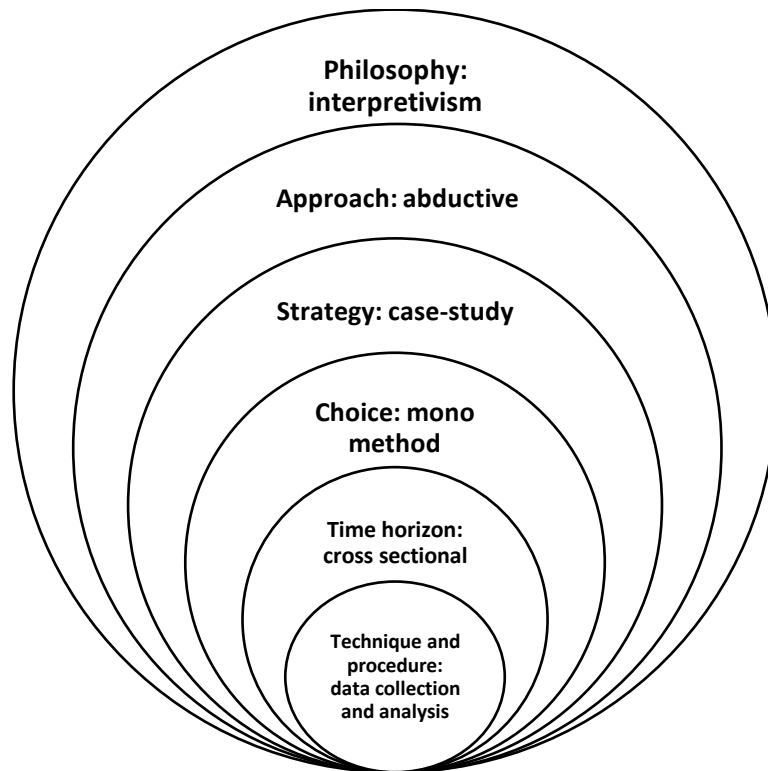 Philosophy:
interpretivism
Approach: abductive
Strategy: case-study
Choice: mono
method
Time horizon:
cross sectional
Technique and
procedure:
data collection
and analysis